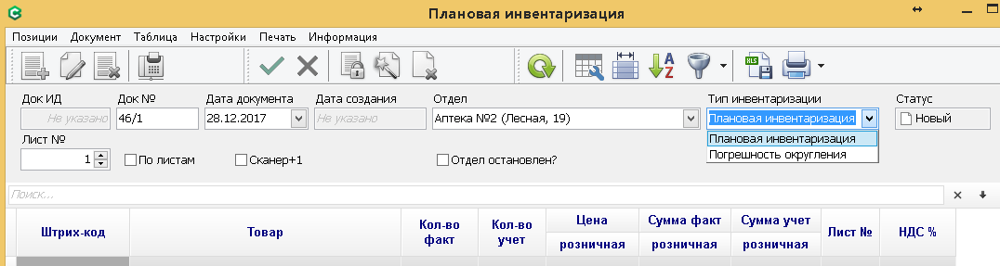 Плановая инвентаризация
Позиции Документ Таблица Настройки Печать Информация
A
Z
XLS
Док ИД Док № Дата документа Дата создания Отдел Тип инвентаризации Статус
Не указано 46/1 28.12.2017 Не указано Аптека №2 (Лесная, 19) Плановая инвентаризация Новый
Лист № Плановая инвентаризация
1 По листам Сканер+1 Отдел остановлен? Погрешность округления
Поиск...
Штрих-код Товар Кол-во факт Кол-во учет Цена Сумма факт Сумма учет Лист № НДС %
розничная розничная розничная